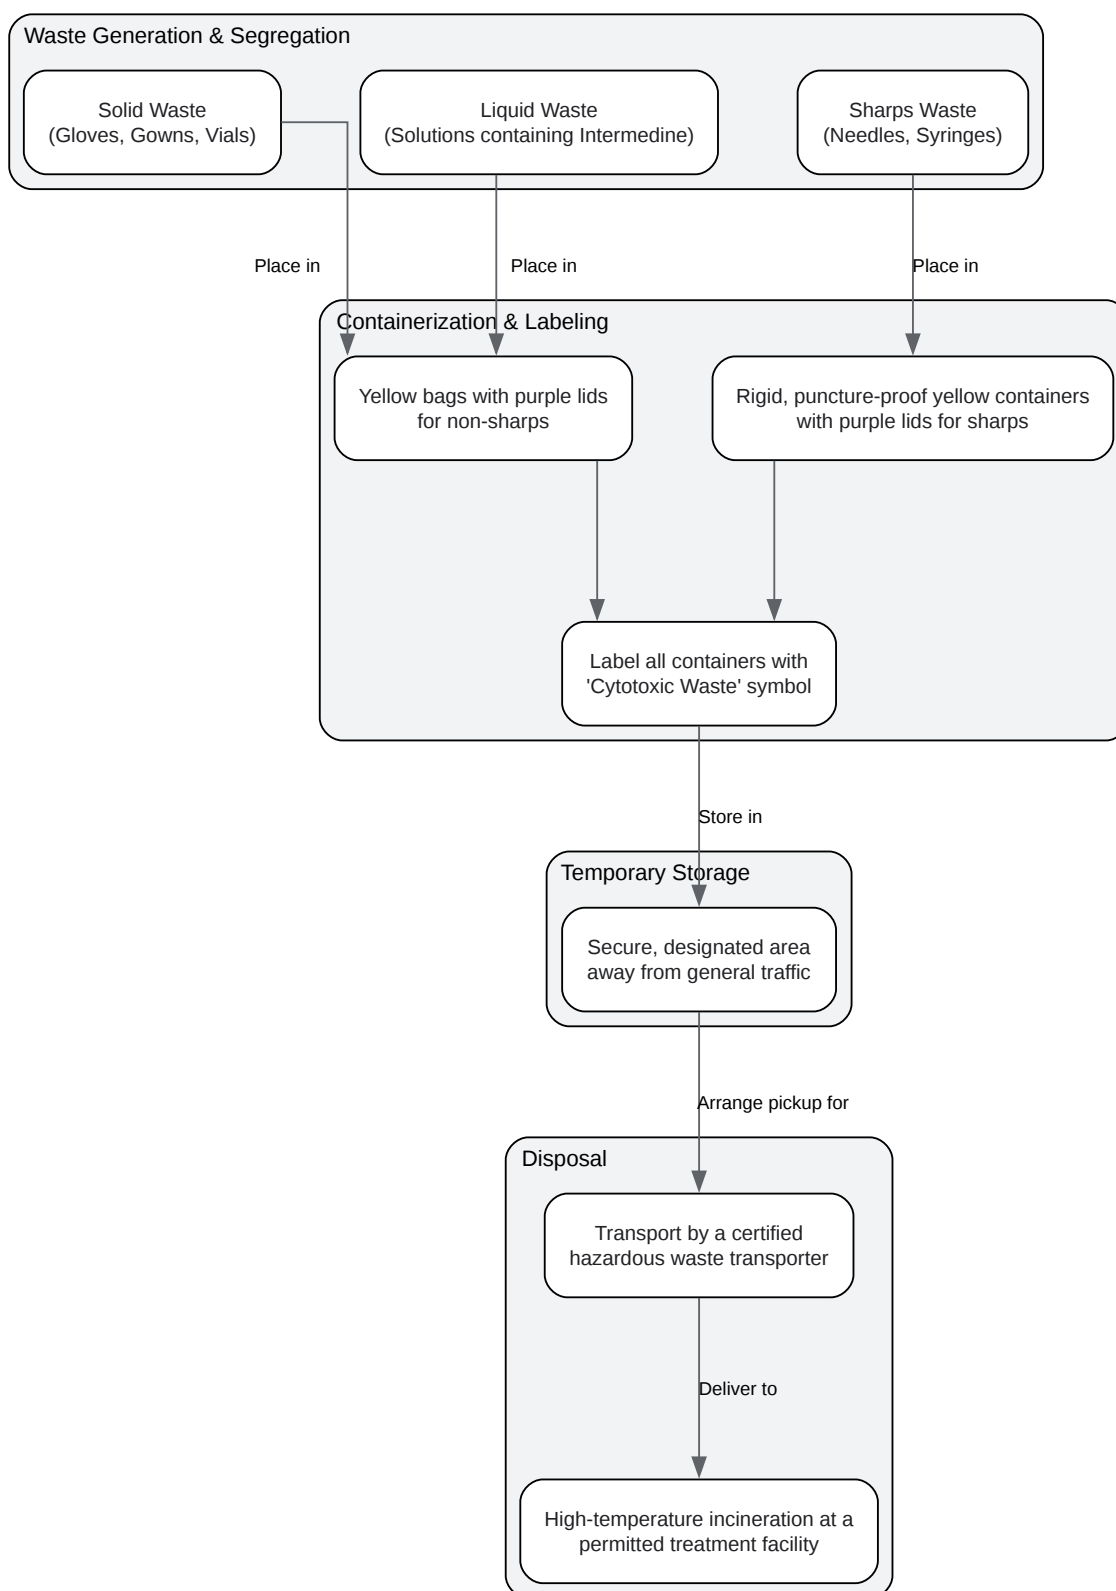 Waste Generation & Segregation
Solid Waste
(Gloves, Gowns, Vials)
Liquid Waste
(Solutions containing Intermedine)
Sharps Waste
(Needles, Syringes)
Place in
Place in
Place in
Containerization & Labeling
Yellow bags with purple lids
for non-sharps
Rigid, puncture-proof yellow containers
with purple lids for sharps
Label all containers with
'Cytotoxic Waste' symbol
Store in
Temporary Storage
Secure, designated area
away from general traffic
Arrange pickup for
Disposal
Transport by a certified
hazardous waste transporter
Deliver to
High-temperature incineration at a
permitted treatment facility